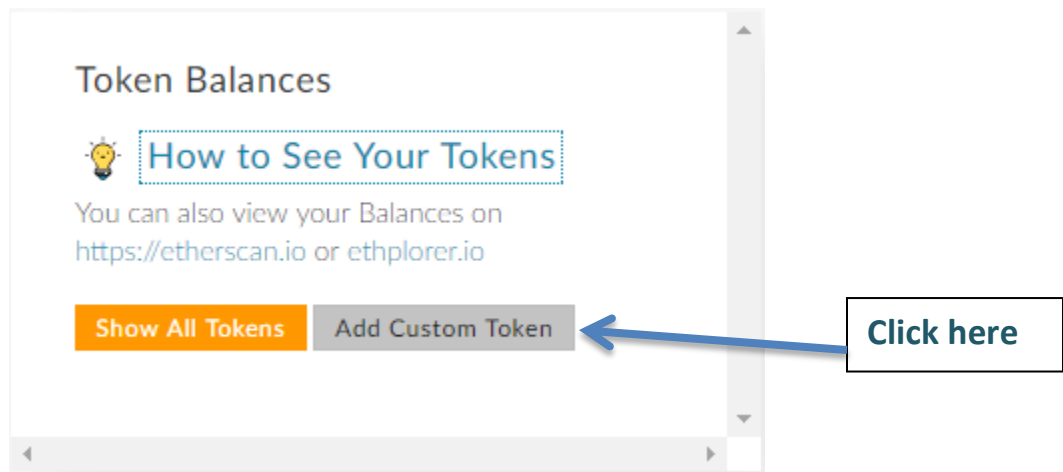 Token Balances
How to See Your Tokens
You can also view your Balances on
https://etherscan.io or ethplorer.io
Show All Tokens
Add Custom Token
Click here